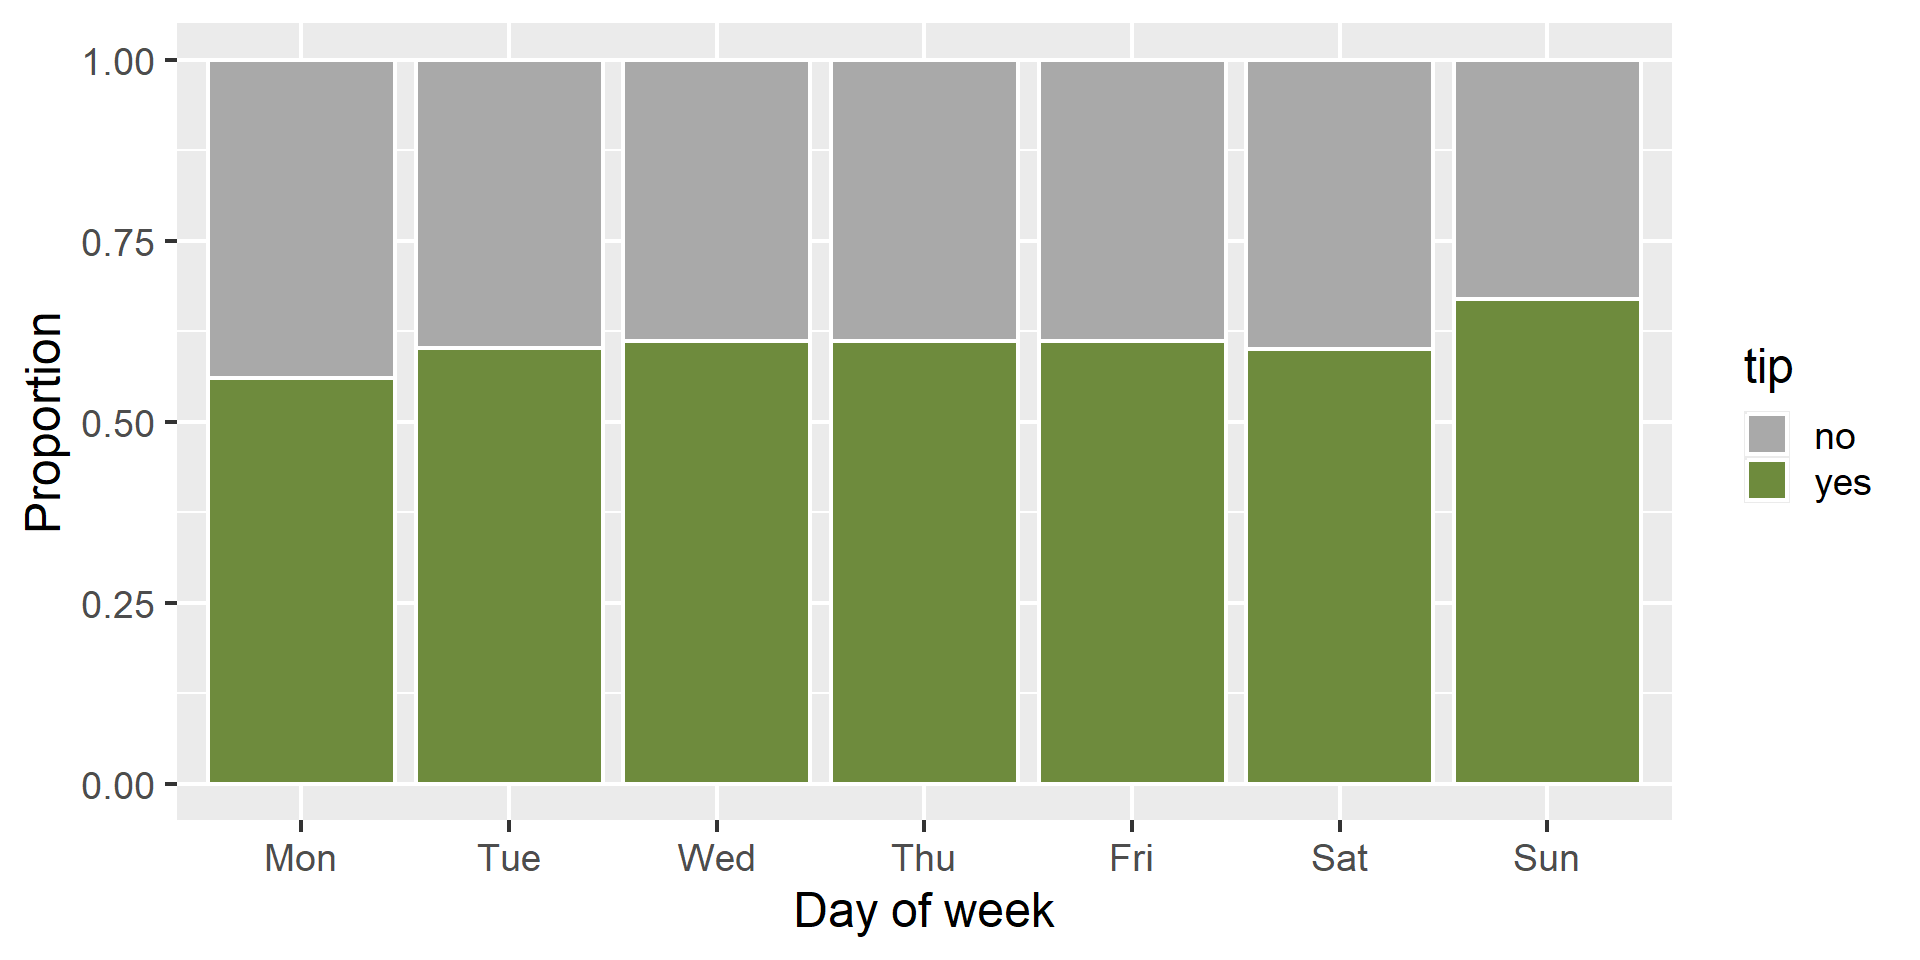 1.00
0.75
0.50
0.25
0.00
Proportion
Mon Tue Wed Thu Fri Sat Sun
Day of week
tip
no
yes